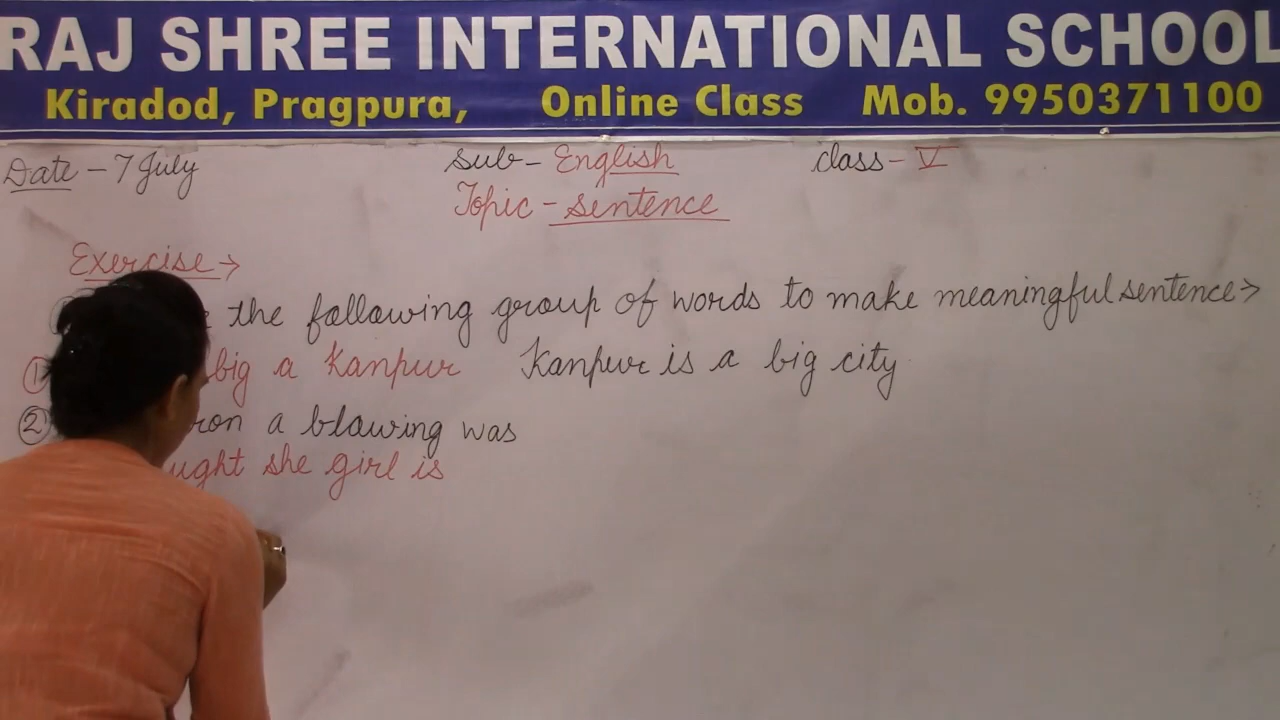 RAJ SHREE INTERNATIONAL SCHOOL
Kiradod, Pragpura, Online Class Mob. 9950371100
Date - 7 July Sub - English Class - V
Topic - Sentence
Exercise →
the following group of words to make meaningful sentence →
1 big a Kanpur Kanpur is a big city
2 a blowing was
she girl is